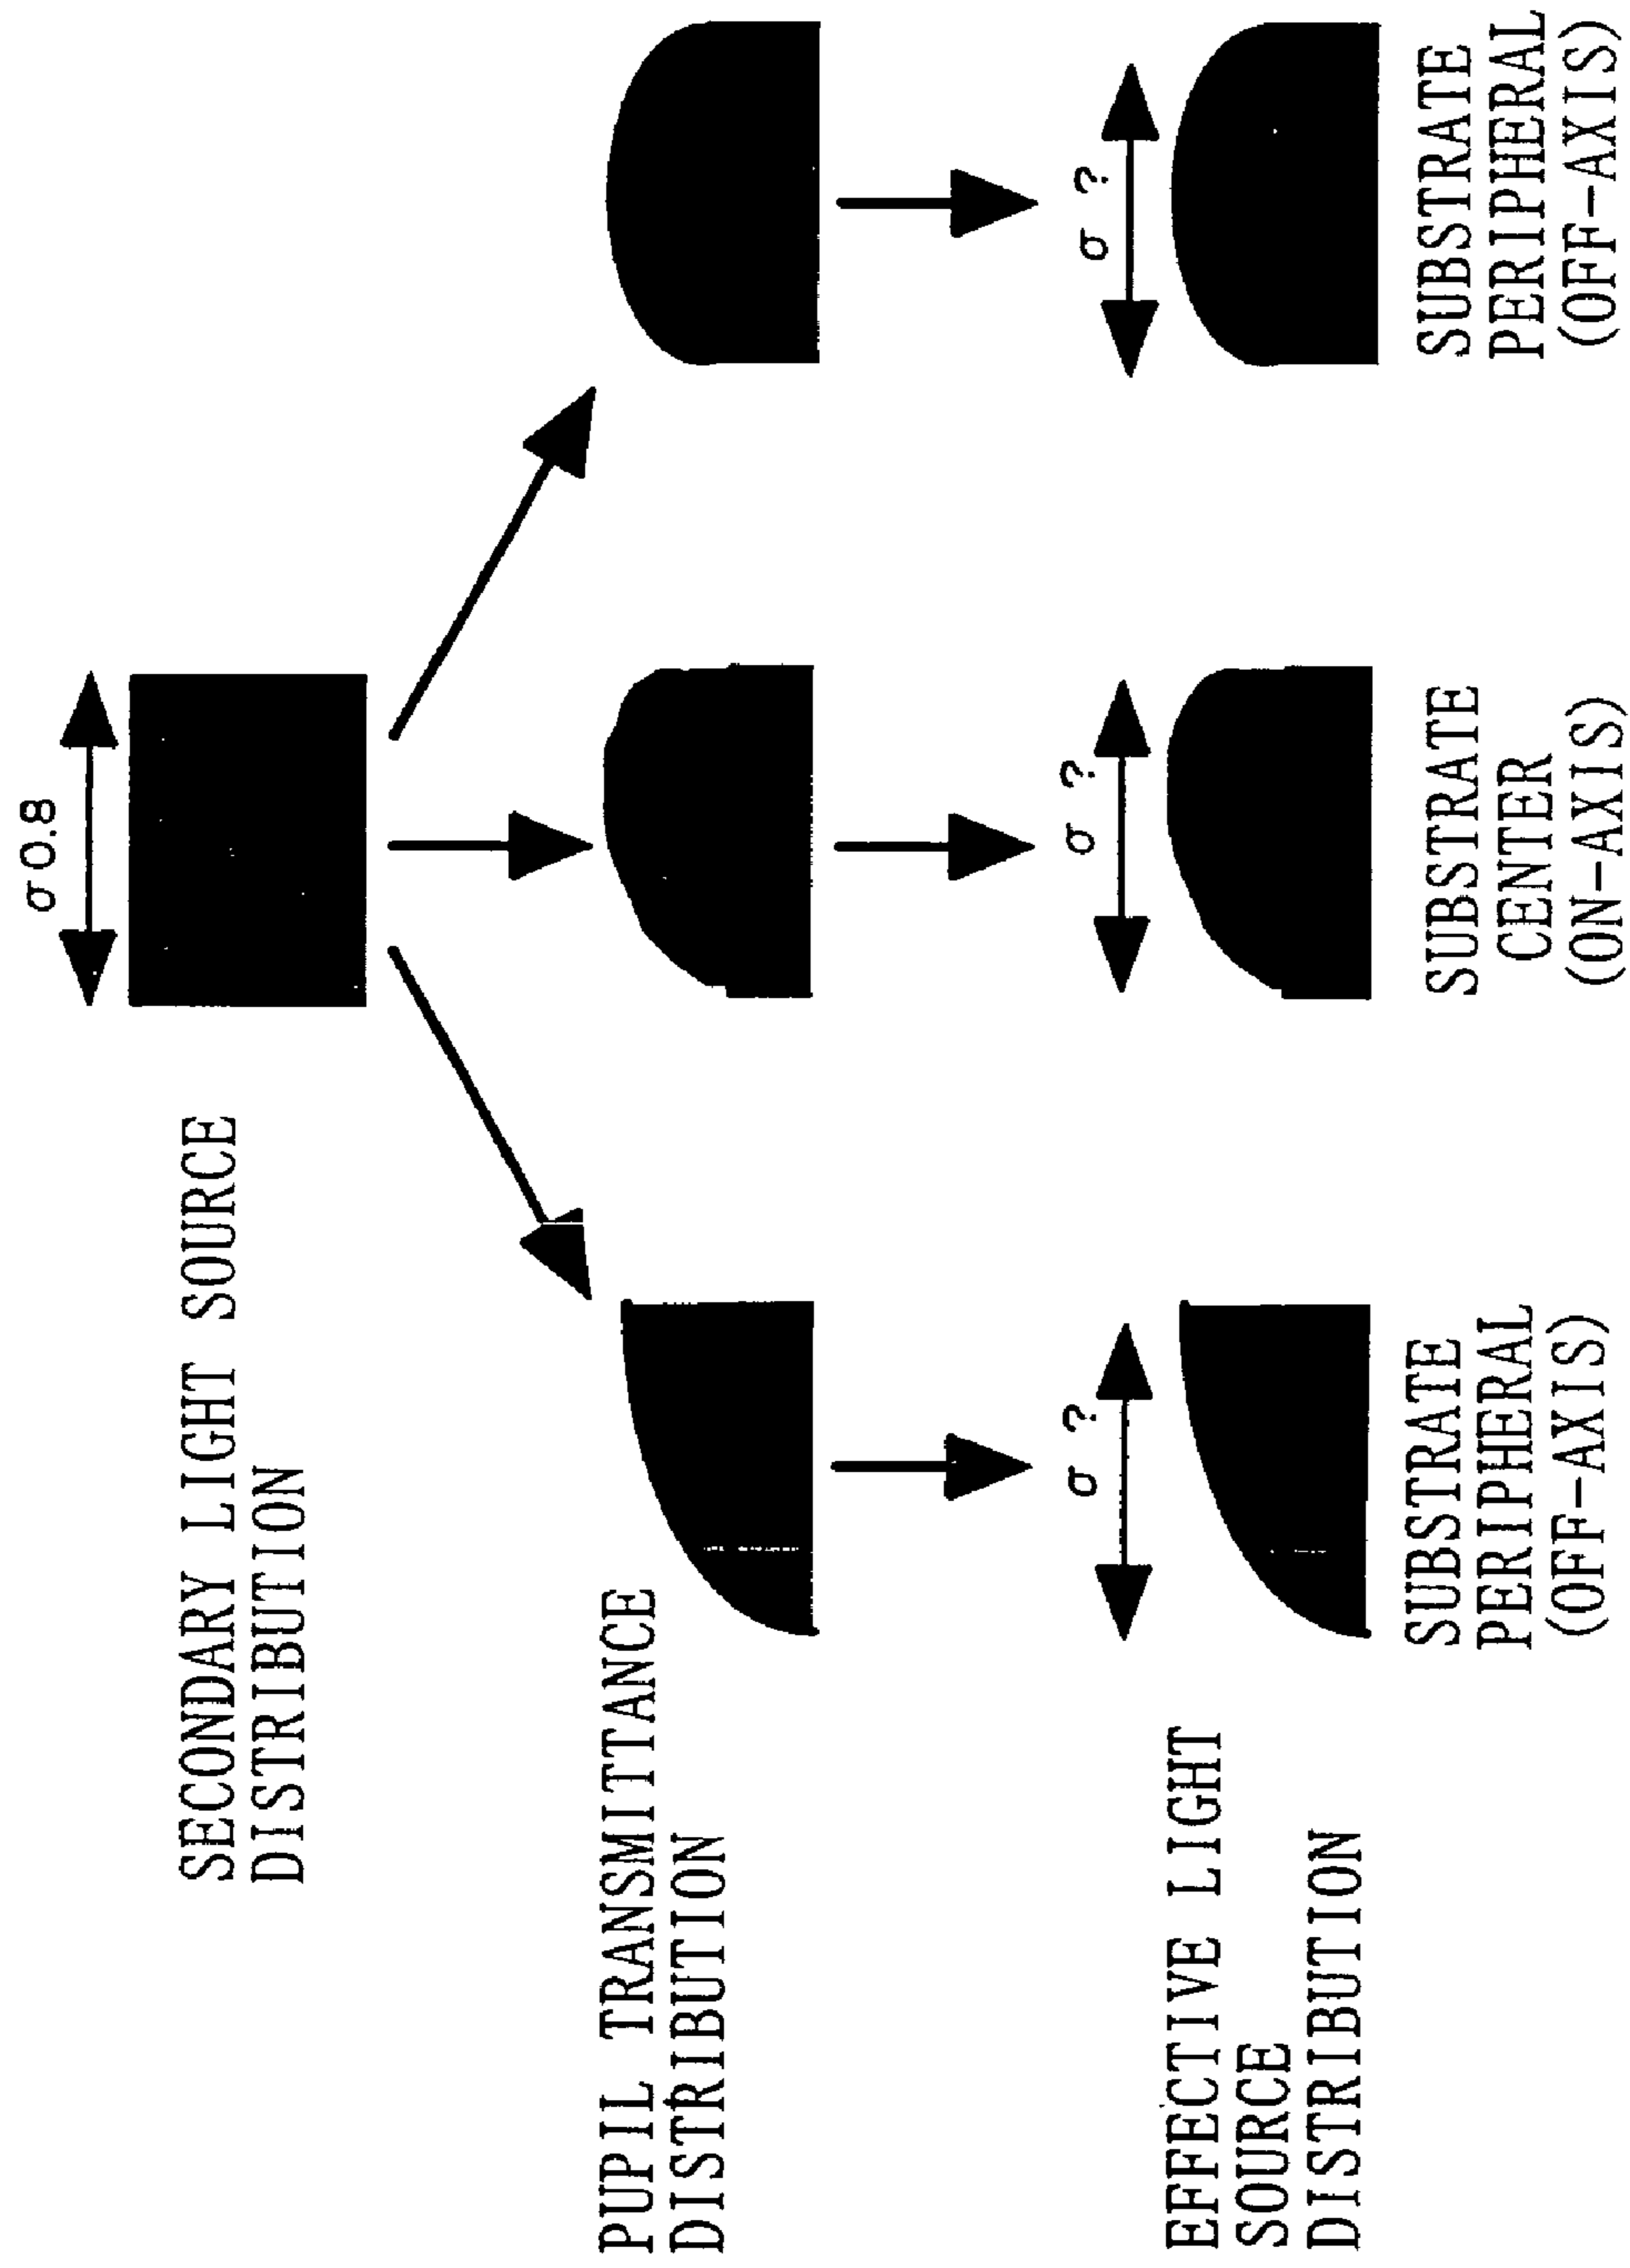 σ0.8
SECONDARY LIGHT SOURCE
DISTRIBUTION
PUPIL TRANSMITTANCE
DISTRIBUTION
σ ?
σ ?
σ ?
EFFECTIVE LIGHT
SOURCE
DISTRIBUTION
SUBSTRATE
PERIPHERAL
(OFF-AXIS)
SUBSTRATE
CENTER
(ON-AXIS)
SUBSTRATE
PERIPHERAL
(OFF-AXIS)